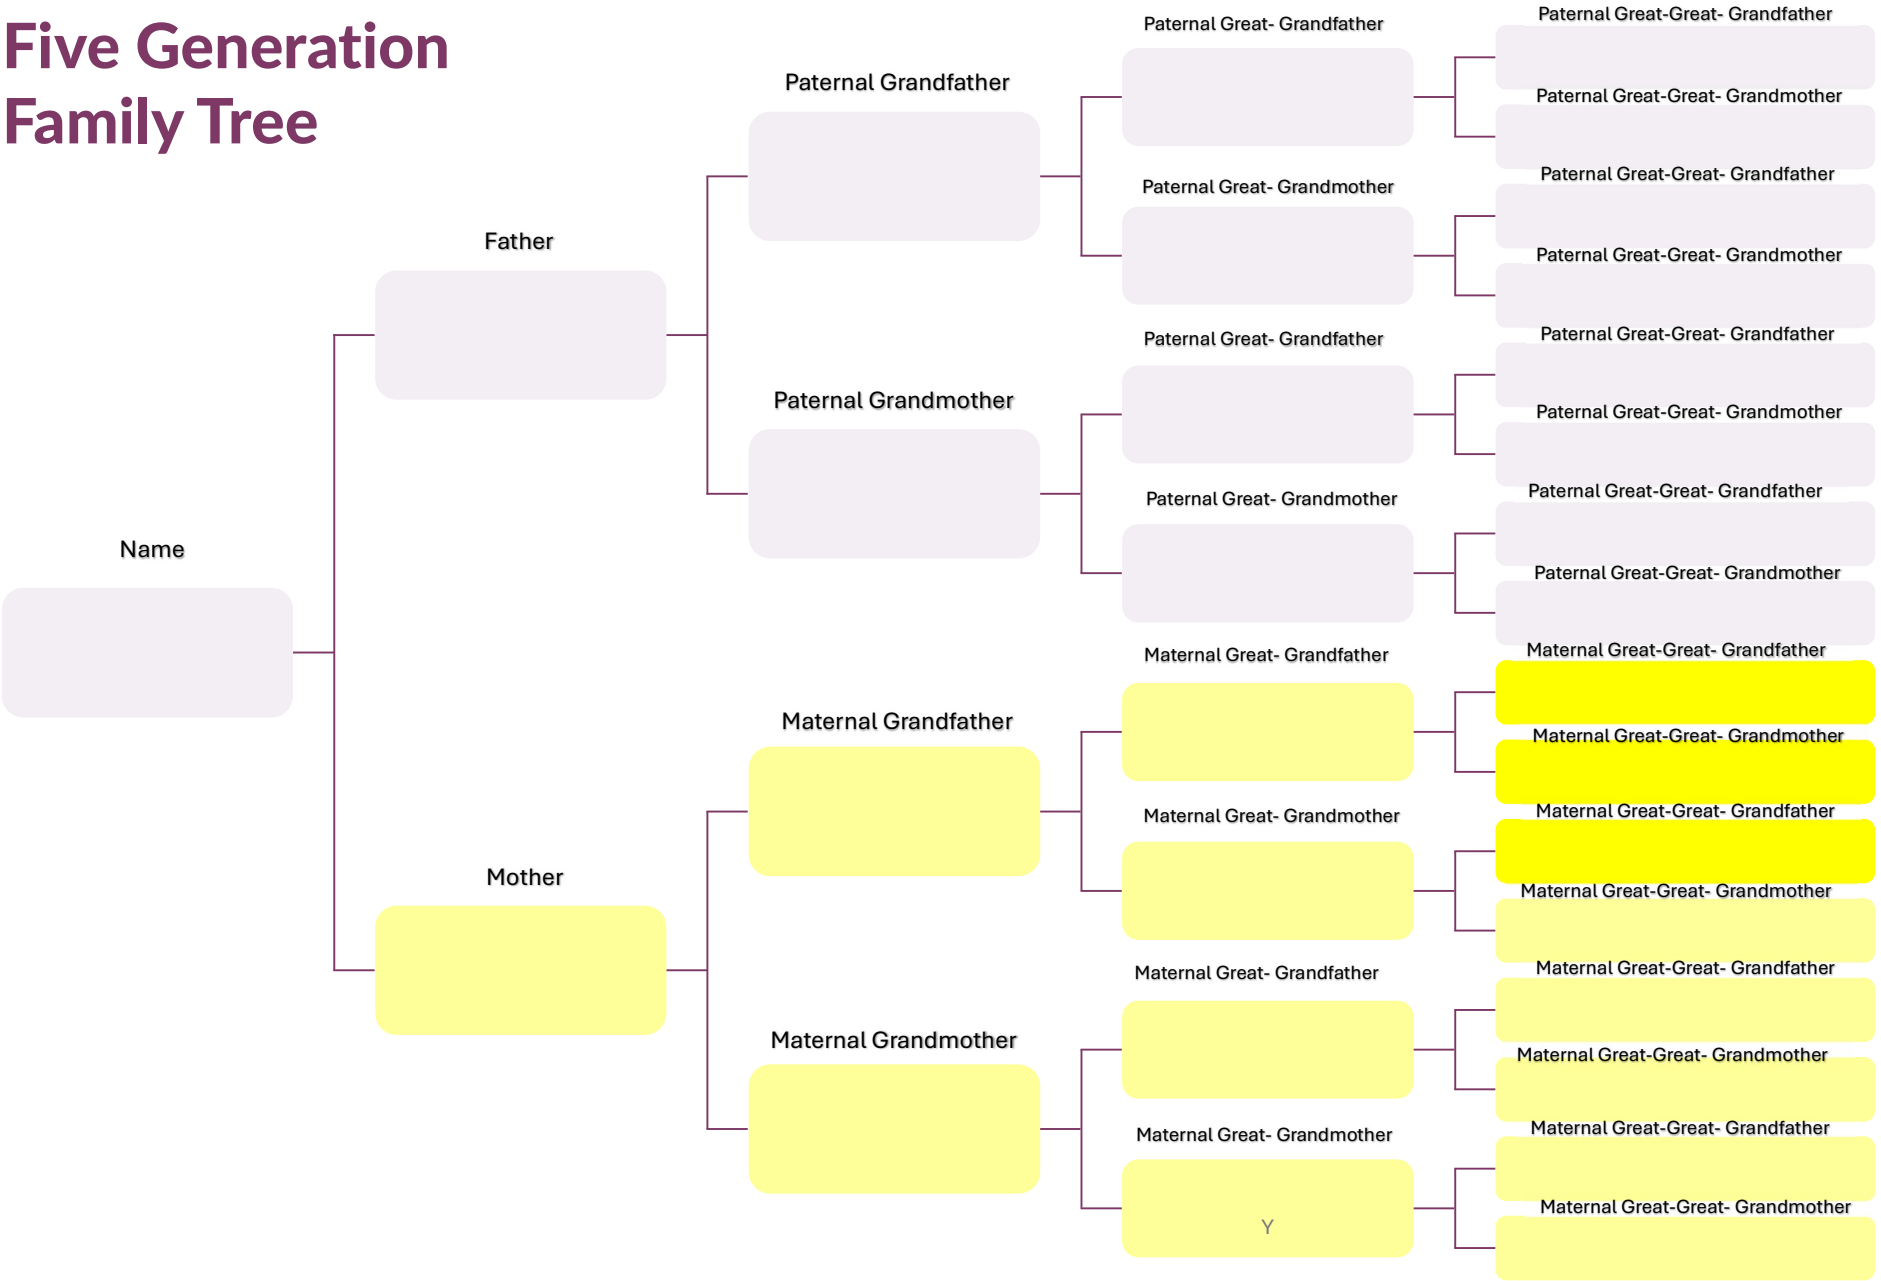 Five Generation
Family Tree
Name
Father
Mother
Paternal Grandfather
Paternal Grandmother
Maternal Grandfather
Maternal Grandmother
Paternal Great- Grandfather
Paternal Great- Grandmother
Paternal Great- Grandfather
Paternal Great- Grandmother
Maternal Great- Grandfather
Maternal Great- Grandmother
Maternal Great- Grandfather
Maternal Great- Grandmother
Y
Paternal Great-Great- Grandfather
Paternal Great-Great- Grandmother
Paternal Great-Great- Grandfather
Paternal Great-Great- Grandmother
Paternal Great-Great- Grandfather
Paternal Great-Great- Grandmother
Paternal Great-Great- Grandfather
Paternal Great-Great- Grandmother
Maternal Great-Great- Grandfather
Maternal Great-Great- Grandmother
Maternal Great-Great- Grandfather
Maternal Great-Great- Grandmother
Maternal Great-Great- Grandfather
Maternal Great-Great- Grandmother
Maternal Great-Great- Grandfather
Maternal Great-Great- Grandmother